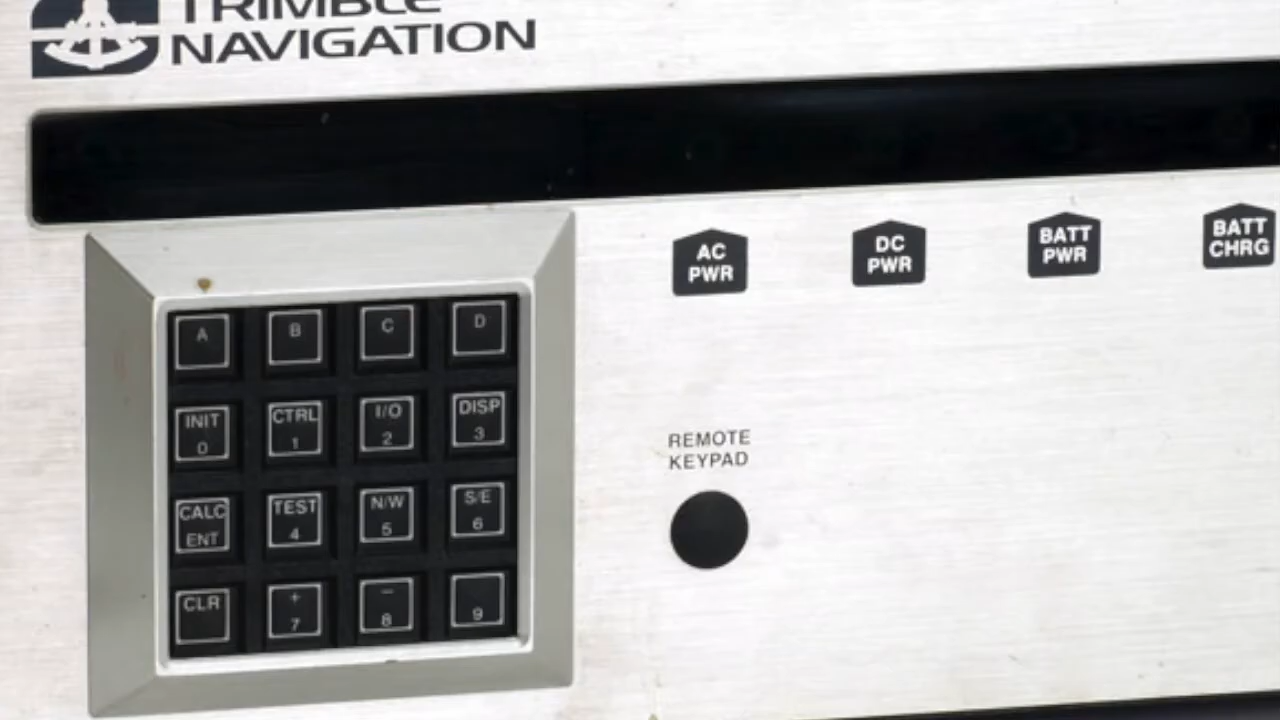 TRIMBLE
NAVIGATION
AC
PWR
DC
PWR
BATT
PWR
BATT
CHRG
A
B
C
D
INIT
0
CTRL
1
I/O
2
DISP
3
CALC
ENT
TEST
4
N/W
5
S/E
6
CLR
+
7
−
8
9
REMOTE
KEYPAD